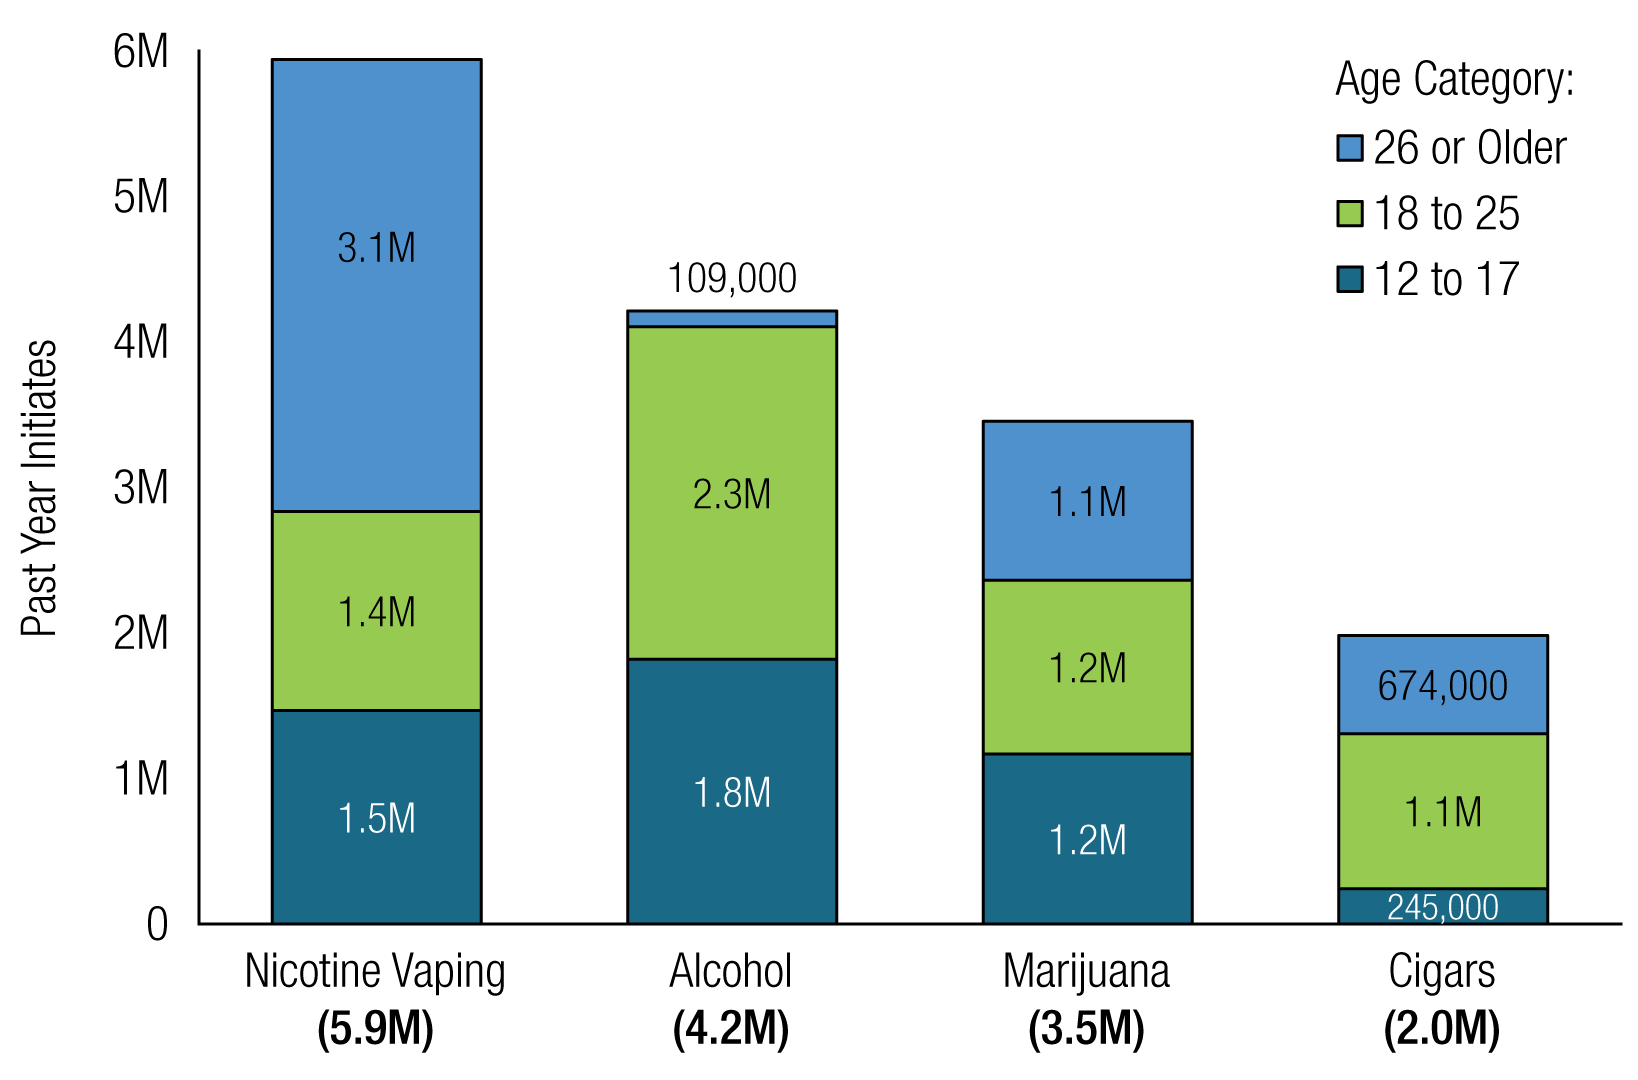 6M
5M
4M
3M
2M
1M
0
Past Year Initiates
Age Category:
26 or Older
18 to 25
12 to 17
3.1M
1.4M
1.5M
109,000
2.3M
1.8M
1.1M
1.2M
1.2M
674,000
1.1M
245,000
Nicotine Vaping
(5.9M)
Alcohol
(4.2M)
Marijuana
(3.5M)
Cigars
(2.0M)